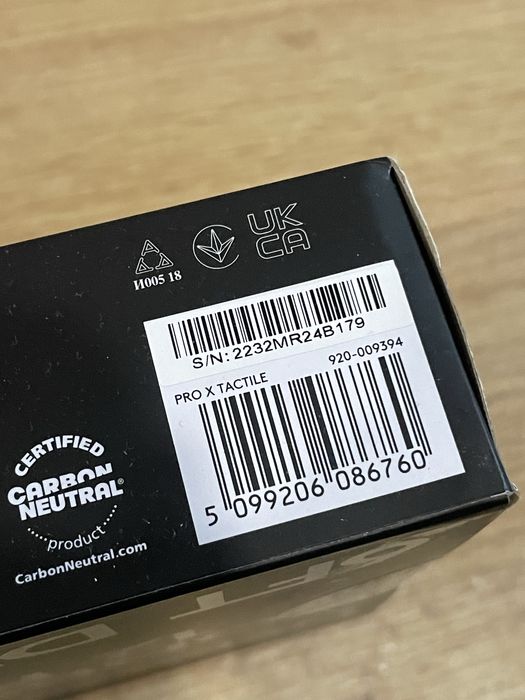 UK
CA
И005 18
S/N: 2232MR24B179
PRO X TACTILE 920-009394
5 099206 086760
CERTIFIED
CARBON
NEUTRAL®
product
CarbonNeutral.com